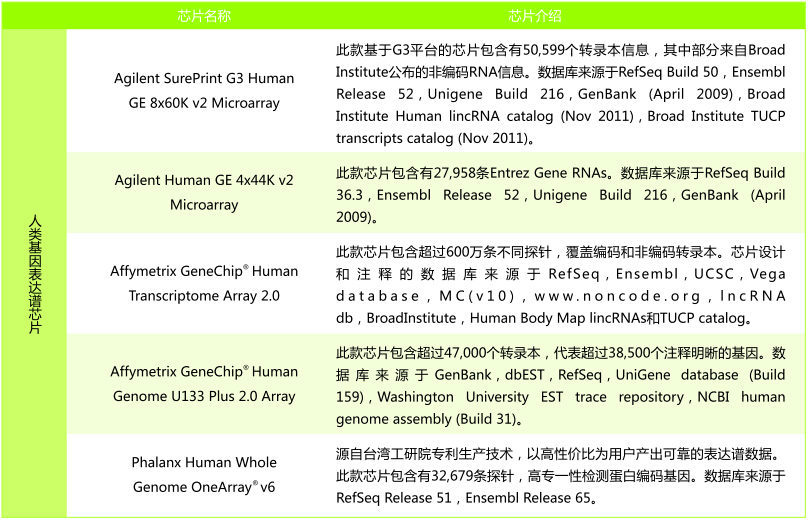 芯片名称
芯片介绍
人类基因表达谱芯片
Agilent SurePrint G3 Human
GE 8x60K v2 Microarray
此款基于G3平台的芯片包含有50,599个转录本信息，其中部分来自Broad
Institute公布的非编码RNA信息。数据库来源于RefSeq Build 50，Ensembl
Release 52，Unigene Build 216，GenBank (April 2009)，Broad
Institute Human lincRNA catalog (Nov 2011)，Broad Institute TUCP
transcripts catalog (Nov 2011)。
Agilent Human GE 4x44K v2
Microarray
此款芯片包含有27,958条Entrez Gene RNAs。数据库来源于RefSeq Build
36.3，Ensembl Release 52，Unigene Build 216，GenBank (April
2009)。
Affymetrix GeneChip® Human
Transcriptome Array 2.0
此款芯片包含超过600万条不同探针，覆盖编码和非编码转录本。芯片设计
和注释的数据库来源于RefSeq，Ensembl，UCSC，Vega
database，MC(v10)，www.noncode.org，lncRNA
db，BroadInstitute，Human Body Map lincRNAs和TUCP catalog。
Affymetrix GeneChip® Human
Genome U133 Plus 2.0 Array
此款芯片包含超过47,000个转录本，代表超过38,500个注释明晰的基因。数
据库来源于GenBank，dbEST，RefSeq，UniGene database (Build
159)，Washington University EST trace repository，NCBI human
genome assembly (Build 31)。
Phalanx Human Whole
Genome OneArray® v6
源自台湾工研院专利生产技术，以高性价比为用户产出可靠的表达谱数据。
此款芯片包含有32,679条探针，高专一性检测蛋白编码基因。数据库来源于
RefSeq Release 51，Ensembl Release 65。